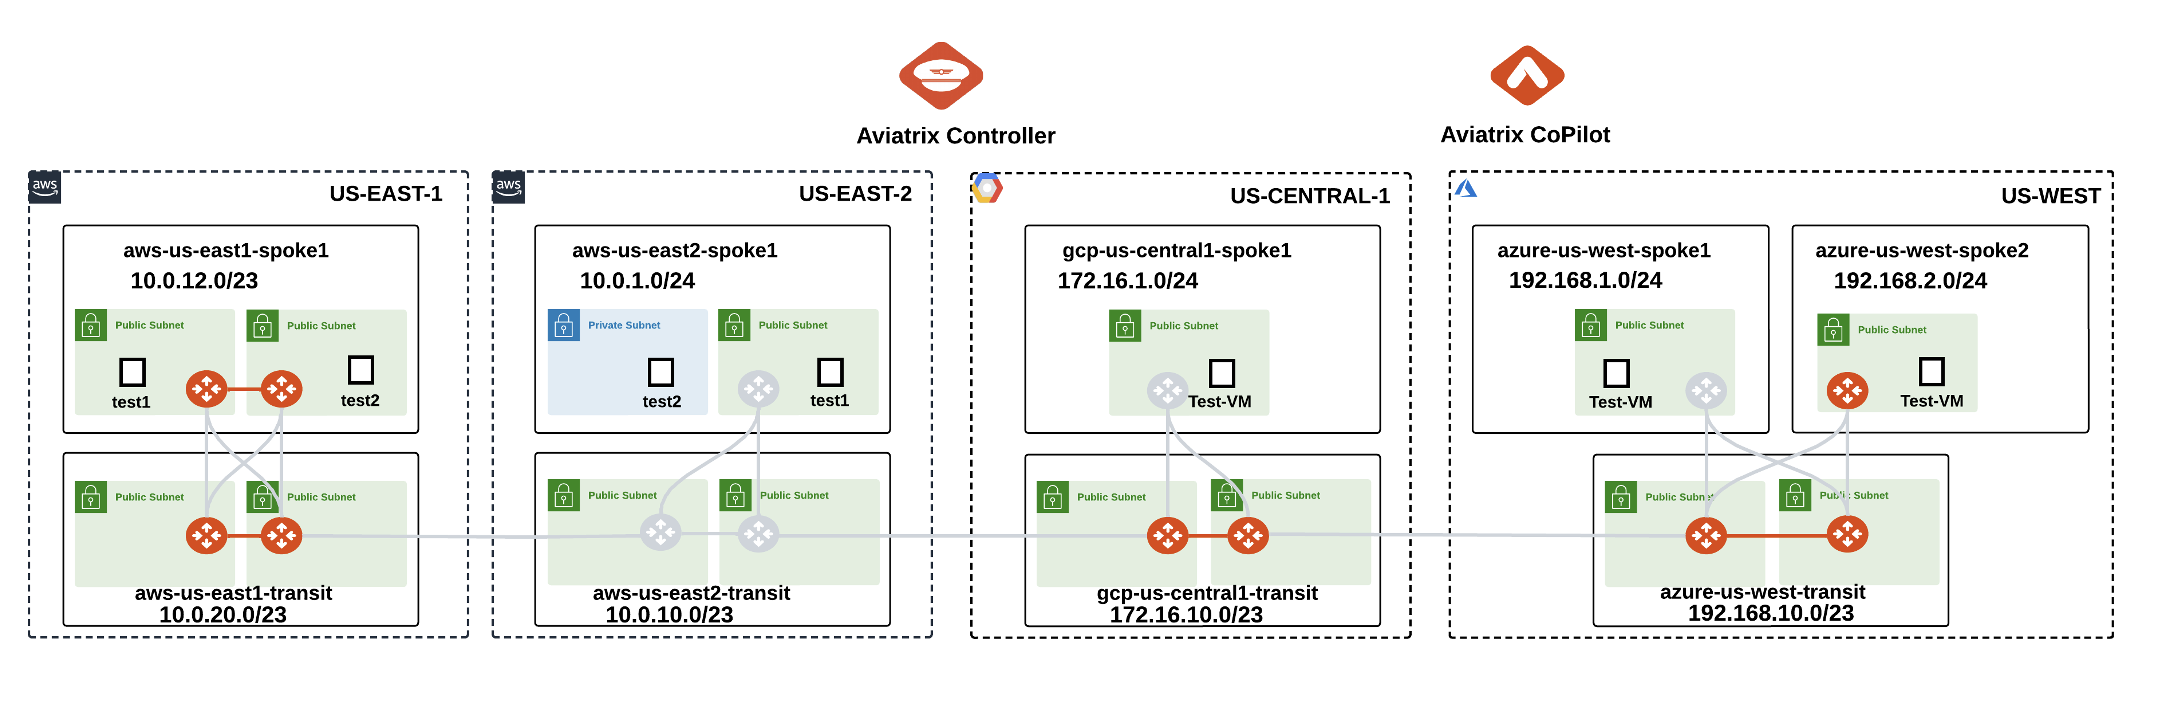 Aviatrix Controller
Aviatrix CoPilot
aws
US-EAST-1
aws-us-east1-spoke1
10.0.12.0/23
Public Subnet
Public Subnet
test1
test2
Public Subnet
Public Subnet
aws-us-east1-transit
10.0.20.0/23
aws
US-EAST-2
aws-us-east2-spoke1
10.0.1.0/24
Private Subnet
Public Subnet
test2
test1
Public Subnet
Public Subnet
aws-us-east2-transit
10.0.10.0/23
US-CENTRAL-1
gcp-us-central1-spoke1
172.16.1.0/24
Public Subnet
Test-VM
Public Subnet
Public Subnet
gcp-us-central1-transit
172.16.10.0/23
US-WEST
azure-us-west-spoke1
192.168.1.0/24
Public Subnet
Test-VM
azure-us-west-spoke2
192.168.2.0/24
Public Subnet
Test-VM
Public Subnet
Public Subnet
azure-us-west-transit
192.168.10.0/23